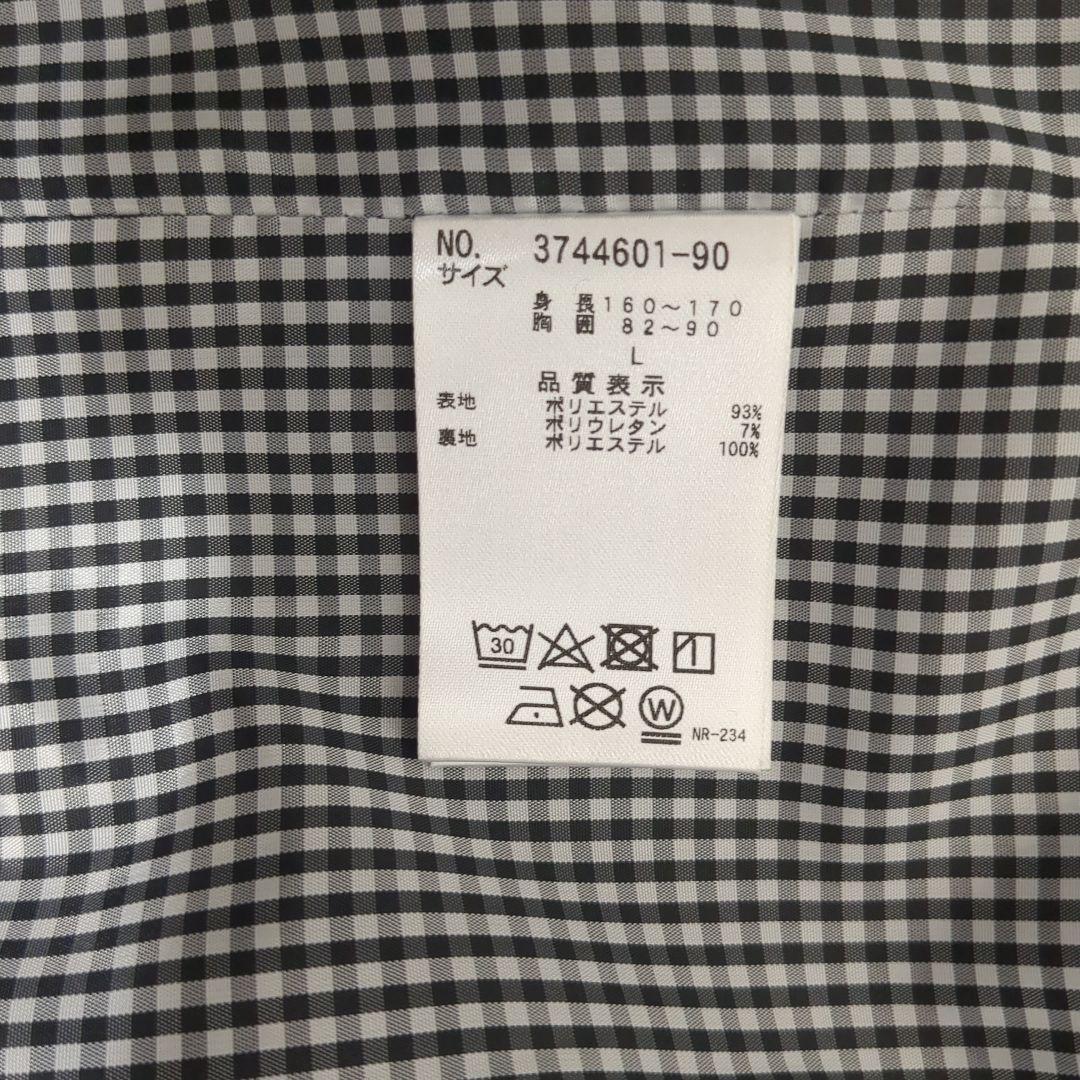 NO. 3744601-90
サイズ
身長160～170
胸囲 82～90
L
品質表示
表地 ポリエステル 93%
ポリウレタン 7%
裏地 ポリエステル 100%
30
W
NR-234